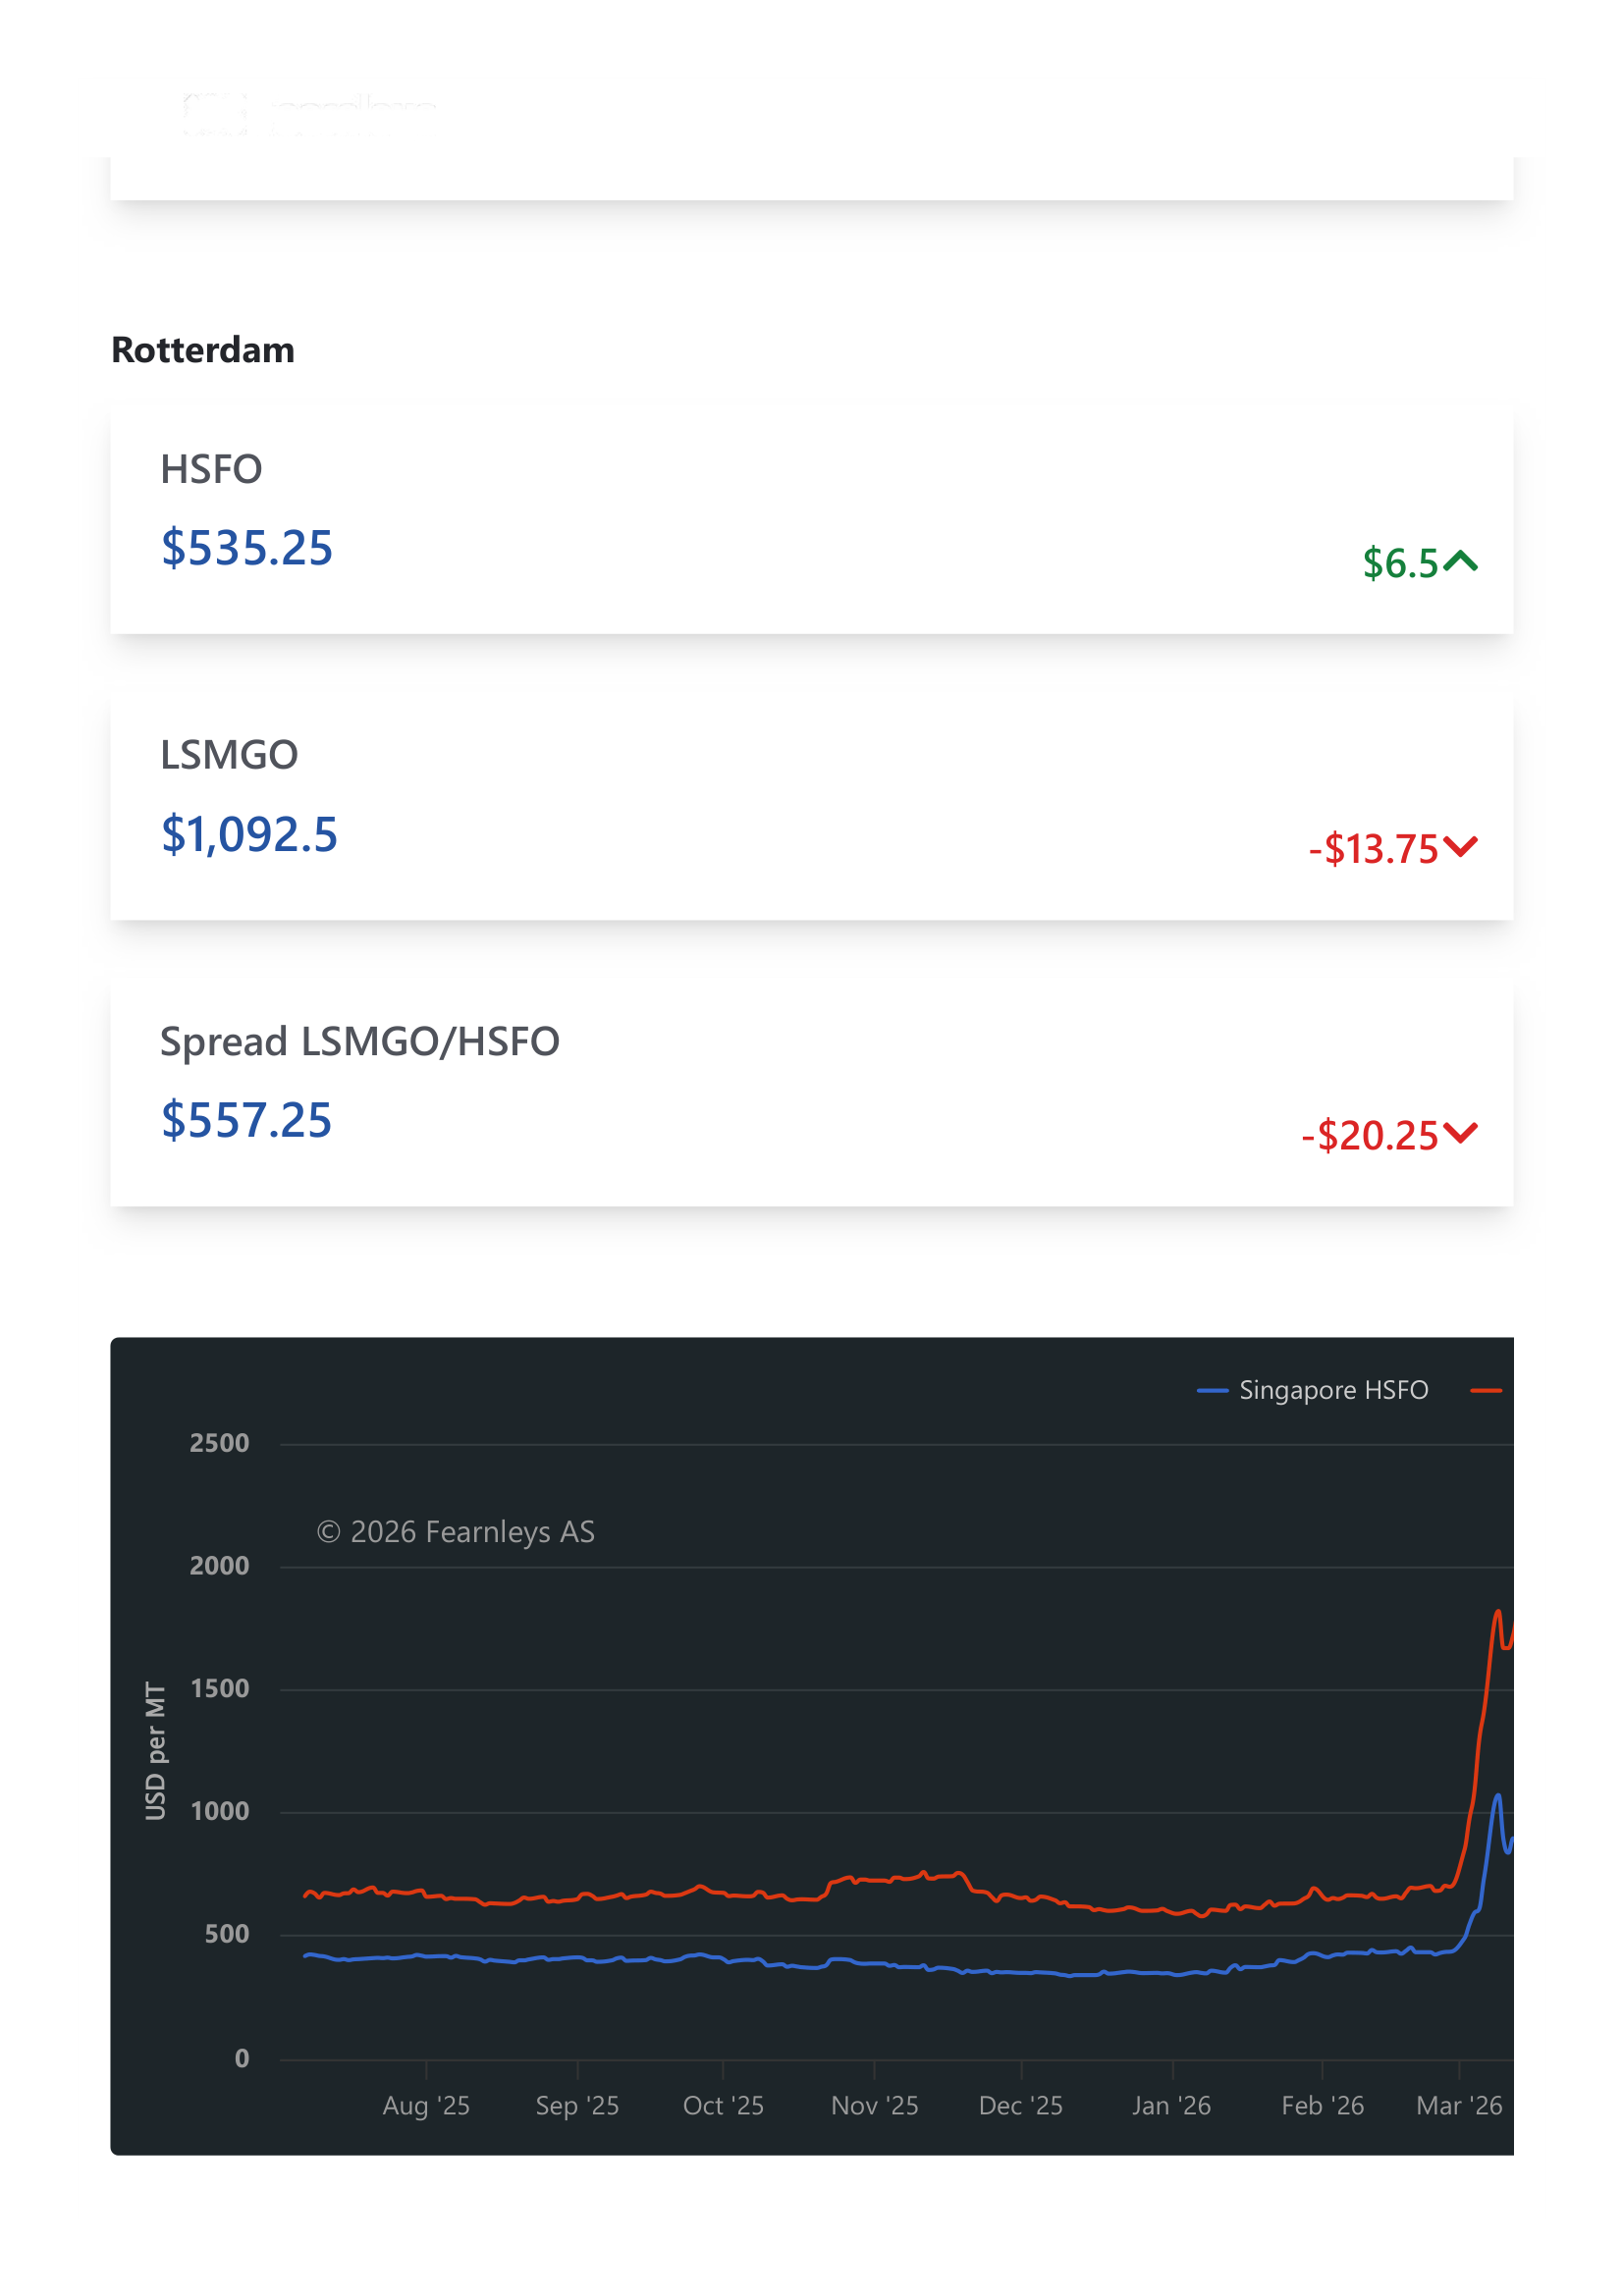 Rotterdam
HSFO
$535.25
$6.5
LSMGO
$1,092.5
-$13.75
Spread LSMGO/HSFO
$557.25
-$20.25
Singapore HSFO
2500
© 2026 Fearnleys AS
2000
1500
USD per MT
1000
500
0
Aug '25 Sep '25 Oct '25 Nov '25 Dec '25 Jan '26 Feb '26 Mar '26